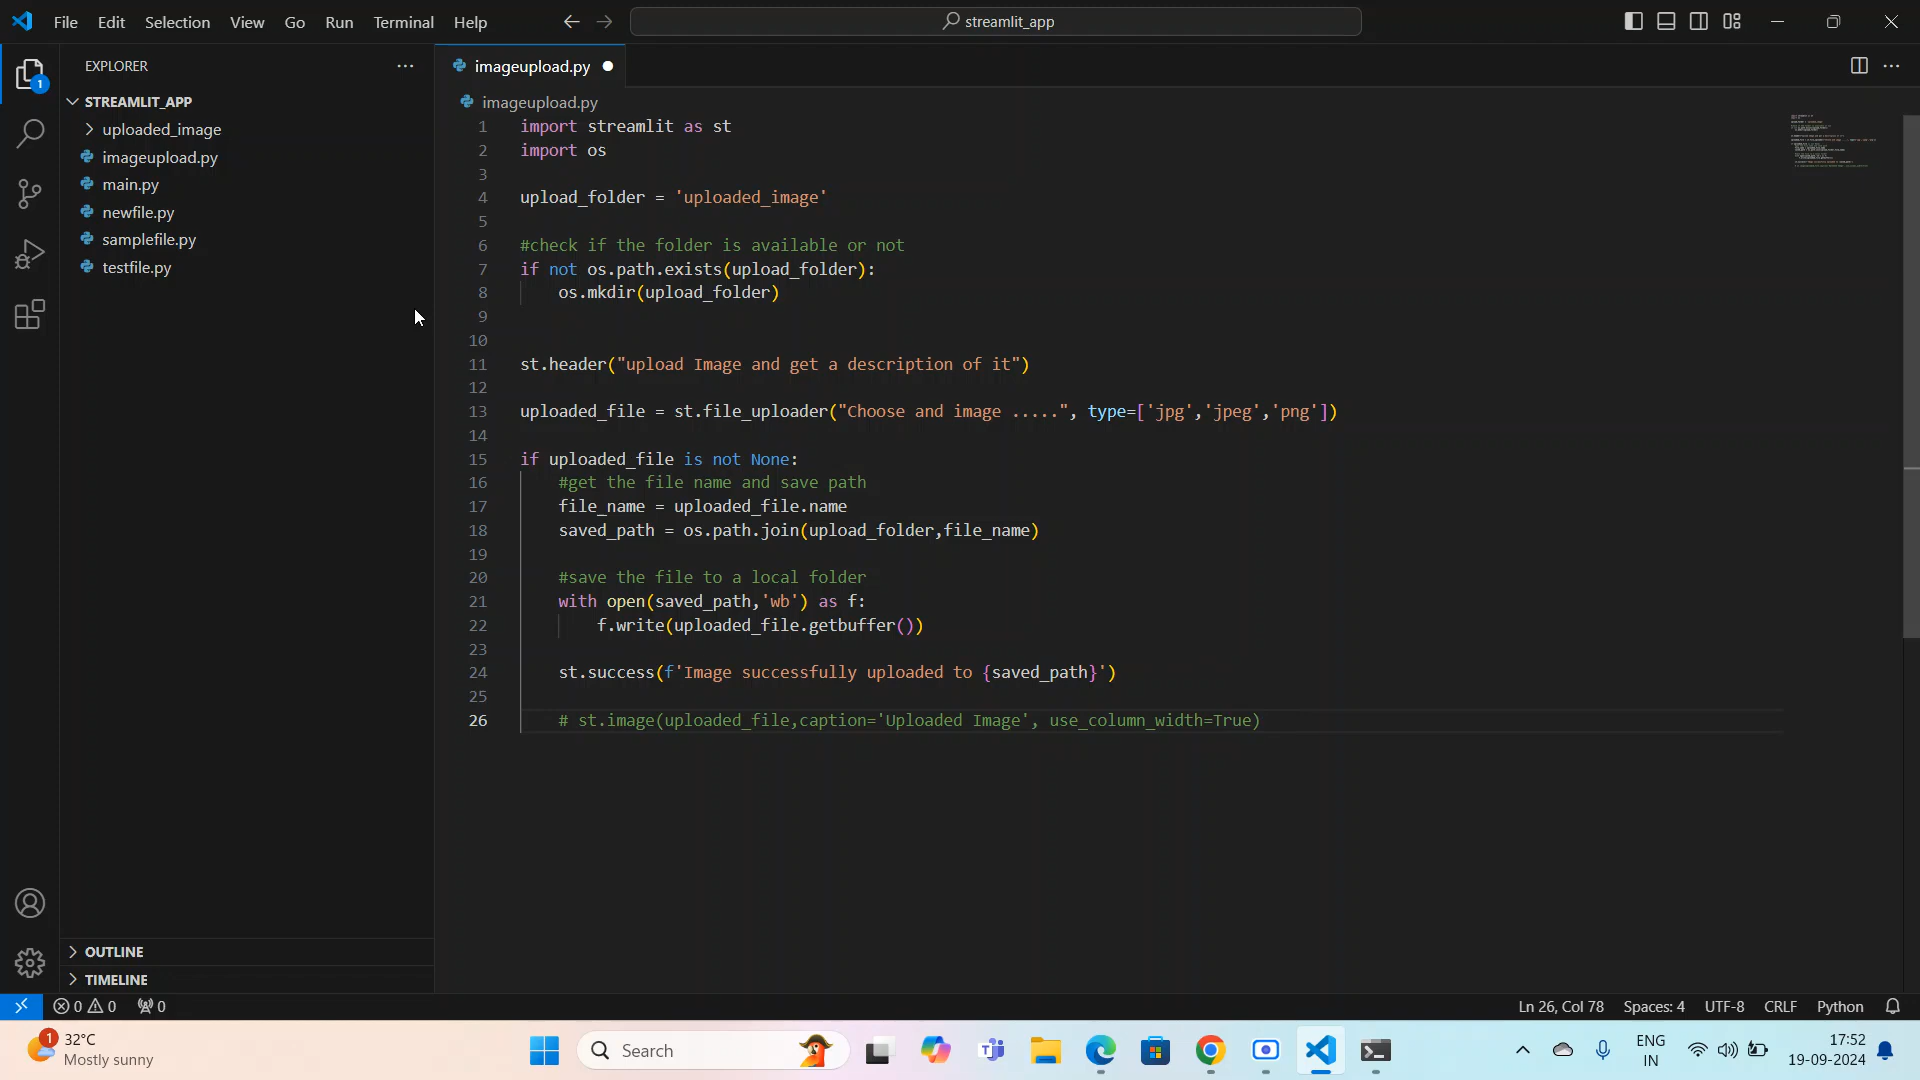 File Edit Selection View Go Run Terminal Help
streamlit_app
EXPLORER
imageupload.py
1
STREAMLIT_APP
uploaded_image
imageupload.py
main.py
newfile.py
samplefile.py
testfile.py
imageupload.py
1 import streamlit as st
2 import os
3
4 upload_folder = 'uploaded_image'
5
6 #check if the folder is available or not
7 if not os.path.exists(upload_folder):
8     os.mkdir(upload_folder)
9
10
11 st.header("upload Image and get a description of it")
12
13 uploaded_file = st.file_uploader("Choose and image .....", type=['jpg','jpeg','png'])
14
15 if uploaded_file is not None:
16     #get the file name and save path
17     file_name = uploaded_file.name
18     saved_path = os.path.join(upload_folder,file_name)
19
20     #save the file to a local folder
21     with open(saved_path,'wb') as f:
22         f.write(uploaded_file.getbuffer())
23
24     st.success(f'Image successfully uploaded to {saved_path}')
25
26     # st.image(uploaded_file,caption='Uploaded Image', use_column_width=True)
OUTLINE
TIMELINE
0 0 0
Ln 26, Col 78 Spaces: 4 UTF-8 CRLF Python
1
32°C
Mostly sunny
Search
ENG
IN
17:52
19-09-2024